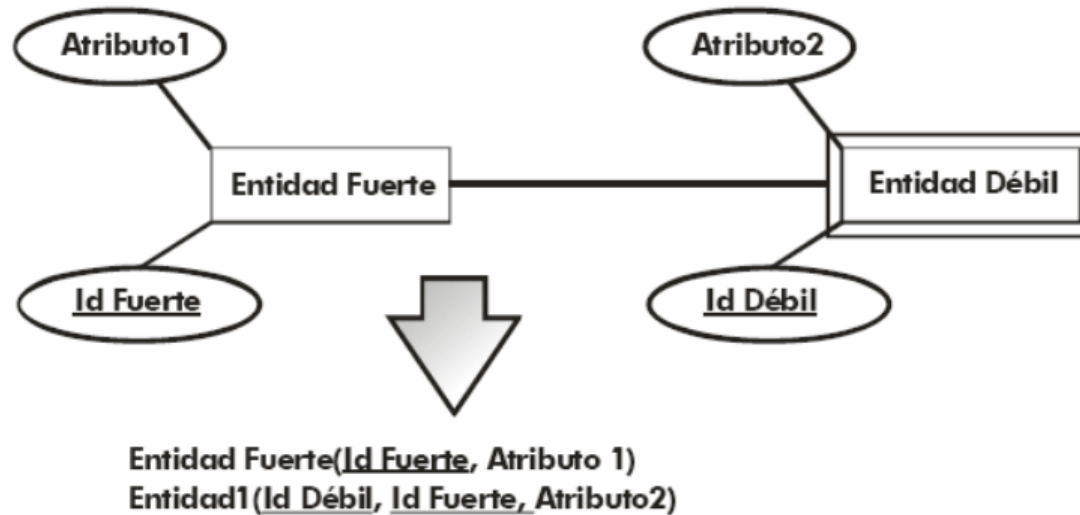 Atributo1
Atributo2
Entidad Fuerte
Entidad Débil
Id Fuerte
Id Débil
Entidad Fuerte(Id Fuerte, Atributo 1)
Entidad1(Id Débil, Id Fuerte, Atributo2)